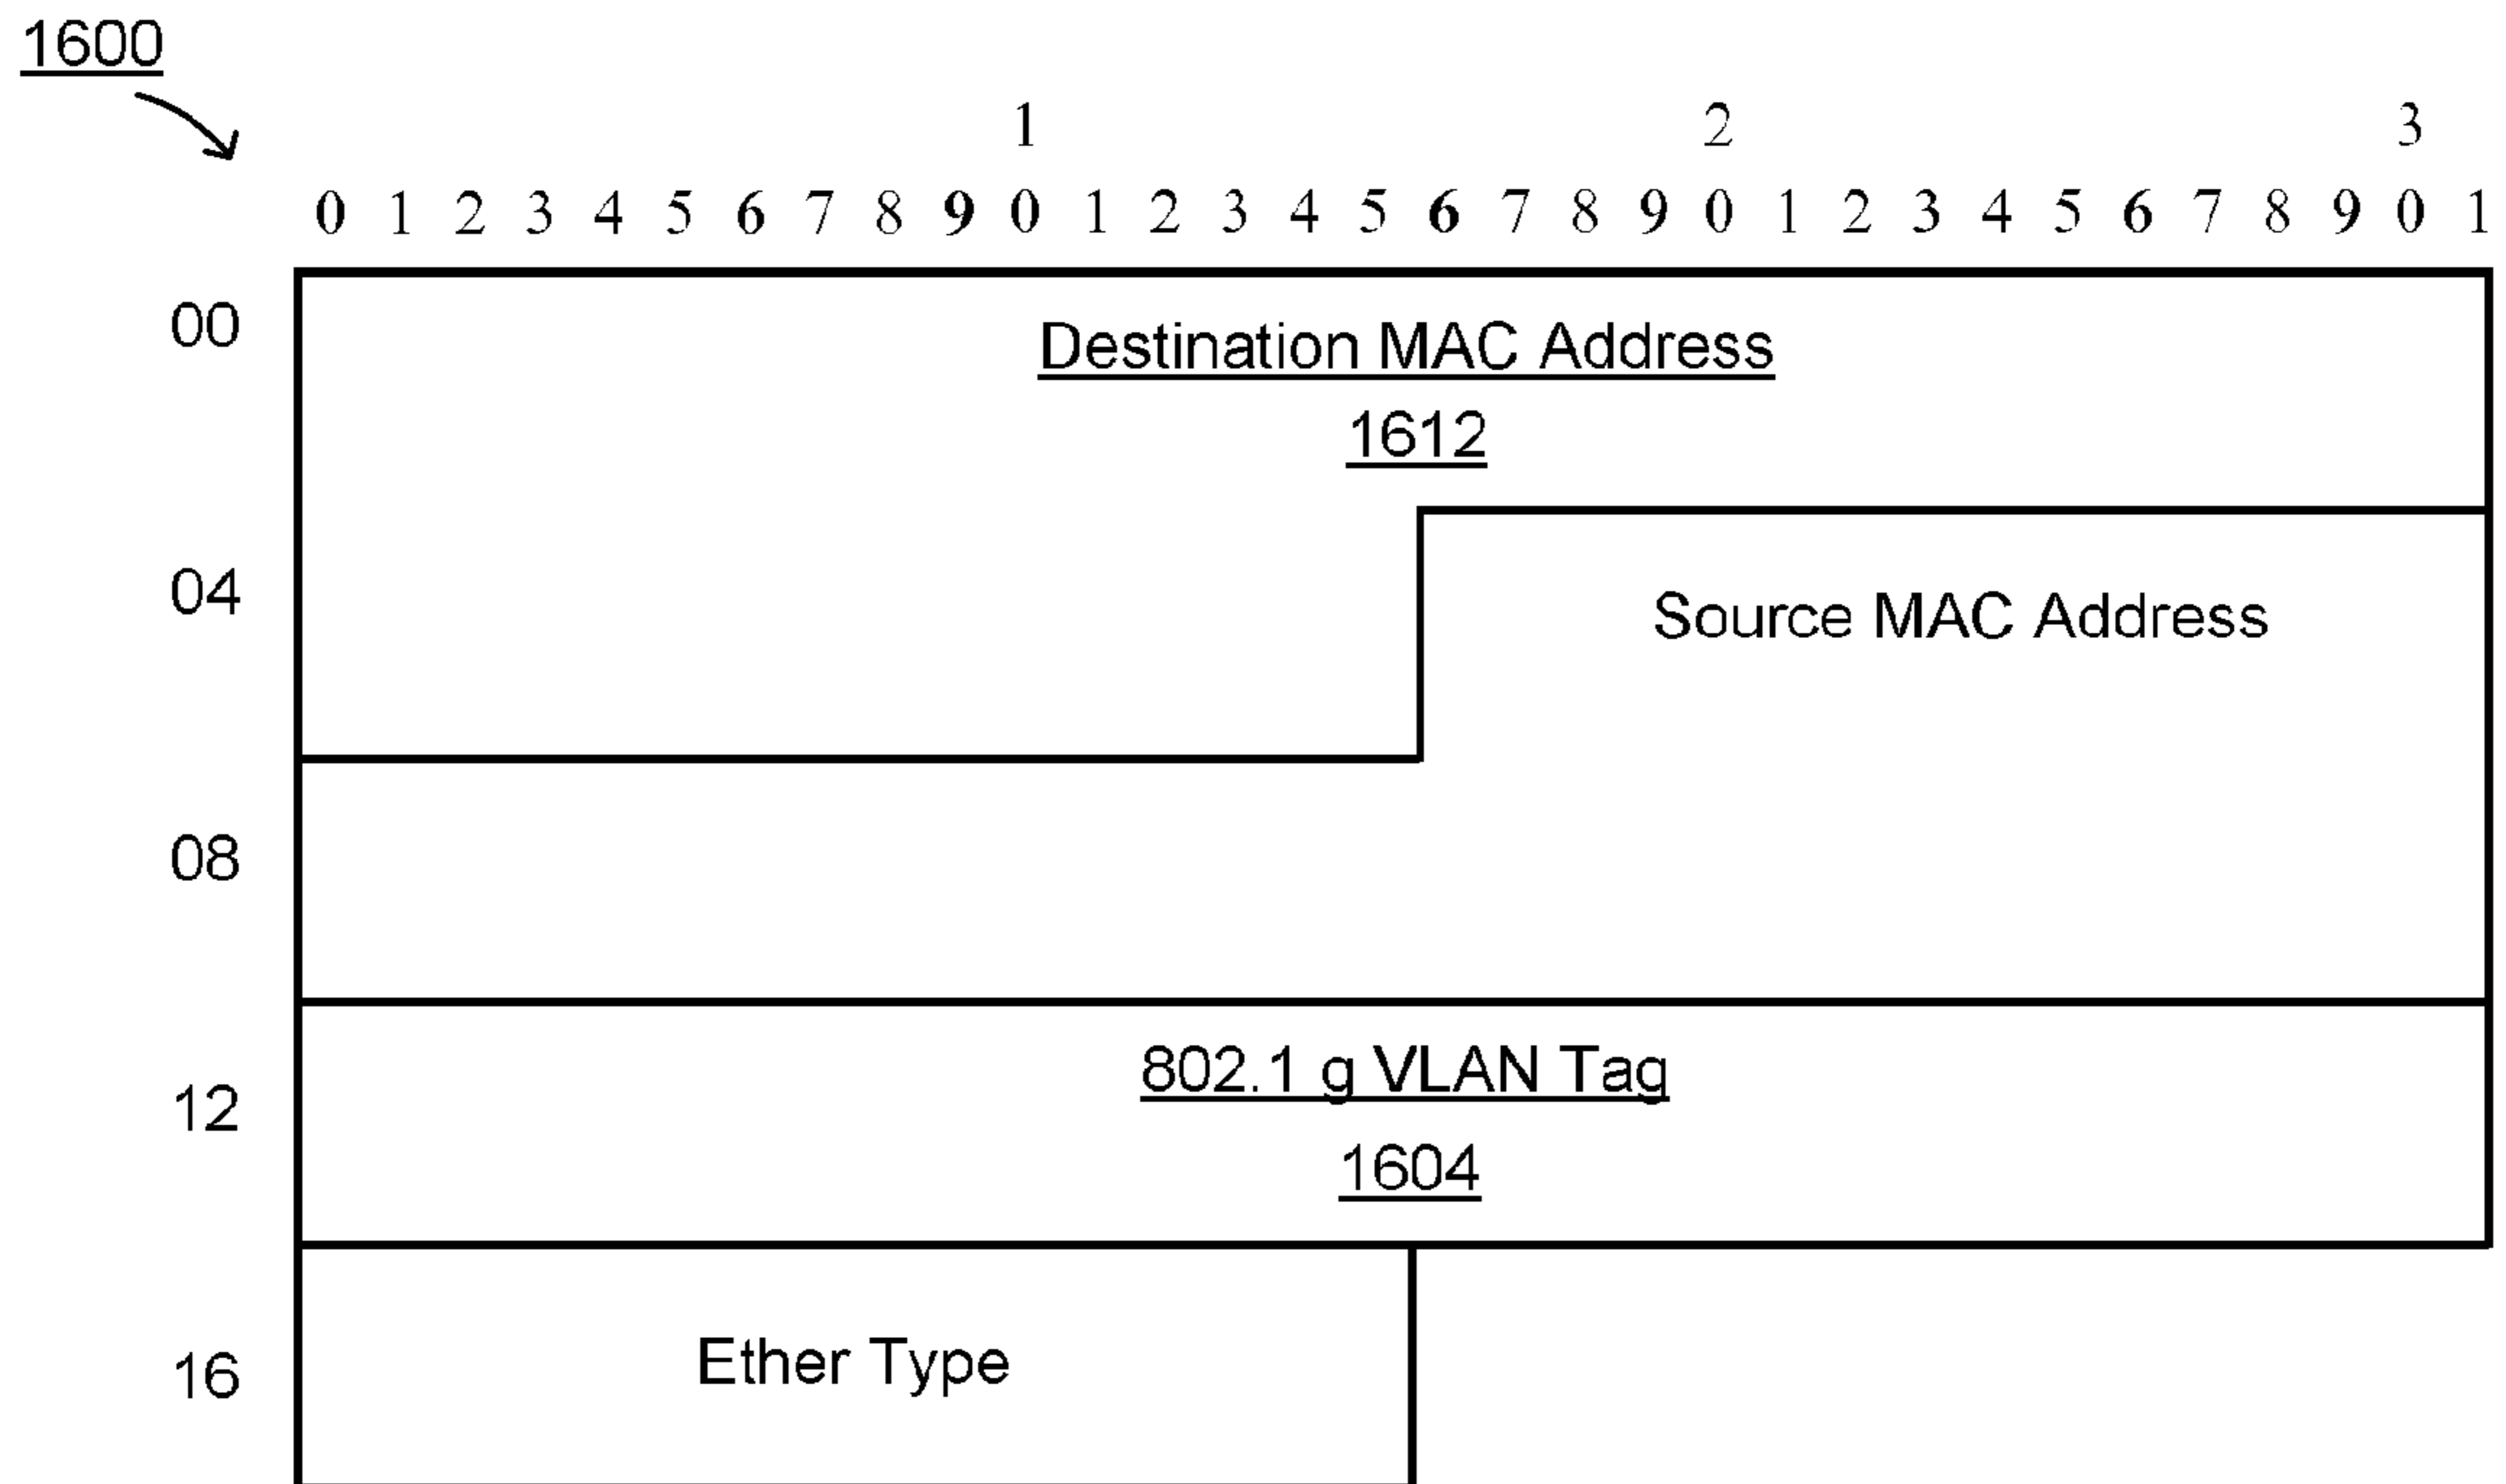 1600
1 2 3
0 1 2 3 4 5 6 7 8 9 0 1 2 3 4 5 6 7 8 9 0 1 2 3 4 5 6 7 8 9 0 1
00
Destination MAC Address
1612
04
Source MAC Address
08
802.1 g VLAN Tag
12
1604
Ether Type
16